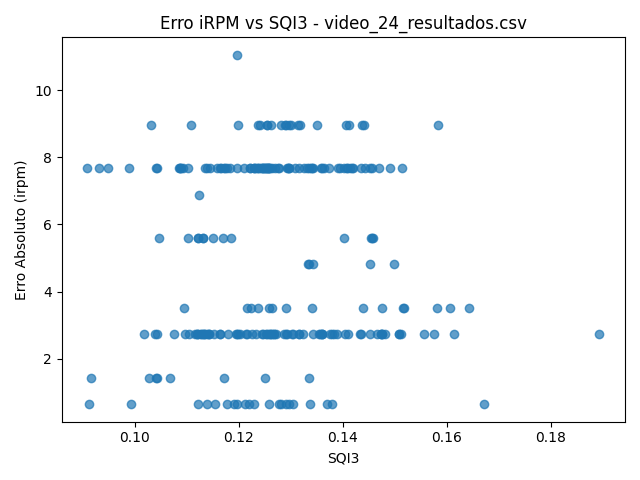 Erro iRPM vs SQI3 - video_24_resultados.csv
Erro Absoluto (irpm)
10
8
6
4
2
0.10 0.12 0.14 0.16 0.18
SQI3